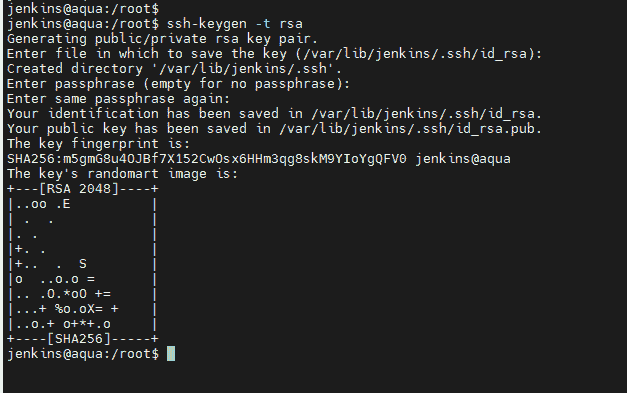 jenkins@aqua:/root$
jenkins@aqua:/root$ ssh-keygen -t rsa
Generating public/private rsa key pair.
Enter file in which to save the key (/var/lib/jenkins/.ssh/id_rsa):
Created directory '/var/lib/jenkins/.ssh'.
Enter passphrase (empty for no passphrase):
Enter same passphrase again:
Your identification has been saved in /var/lib/jenkins/.ssh/id_rsa.
Your public key has been saved in /var/lib/jenkins/.ssh/id_rsa.pub.
The key fingerprint is:
SHA256:m5gmG8u4OJBf7X152CwOsx6HHm3qg8skM9YIoYgQFV0 jenkins@aqua
The key's randomart image is:
+---[RSA 2048]----+
|..oo .E          |
| .  .            |
|. .              |
|+. .             |
|+..  .  S        |
|o  ..o.o =       |
|.. .O.*oO +=     |
|...+ %o.oX= +    |
|..o.+ o+*+.o     |
+----[SHA256]-----+
jenkins@aqua:/root$